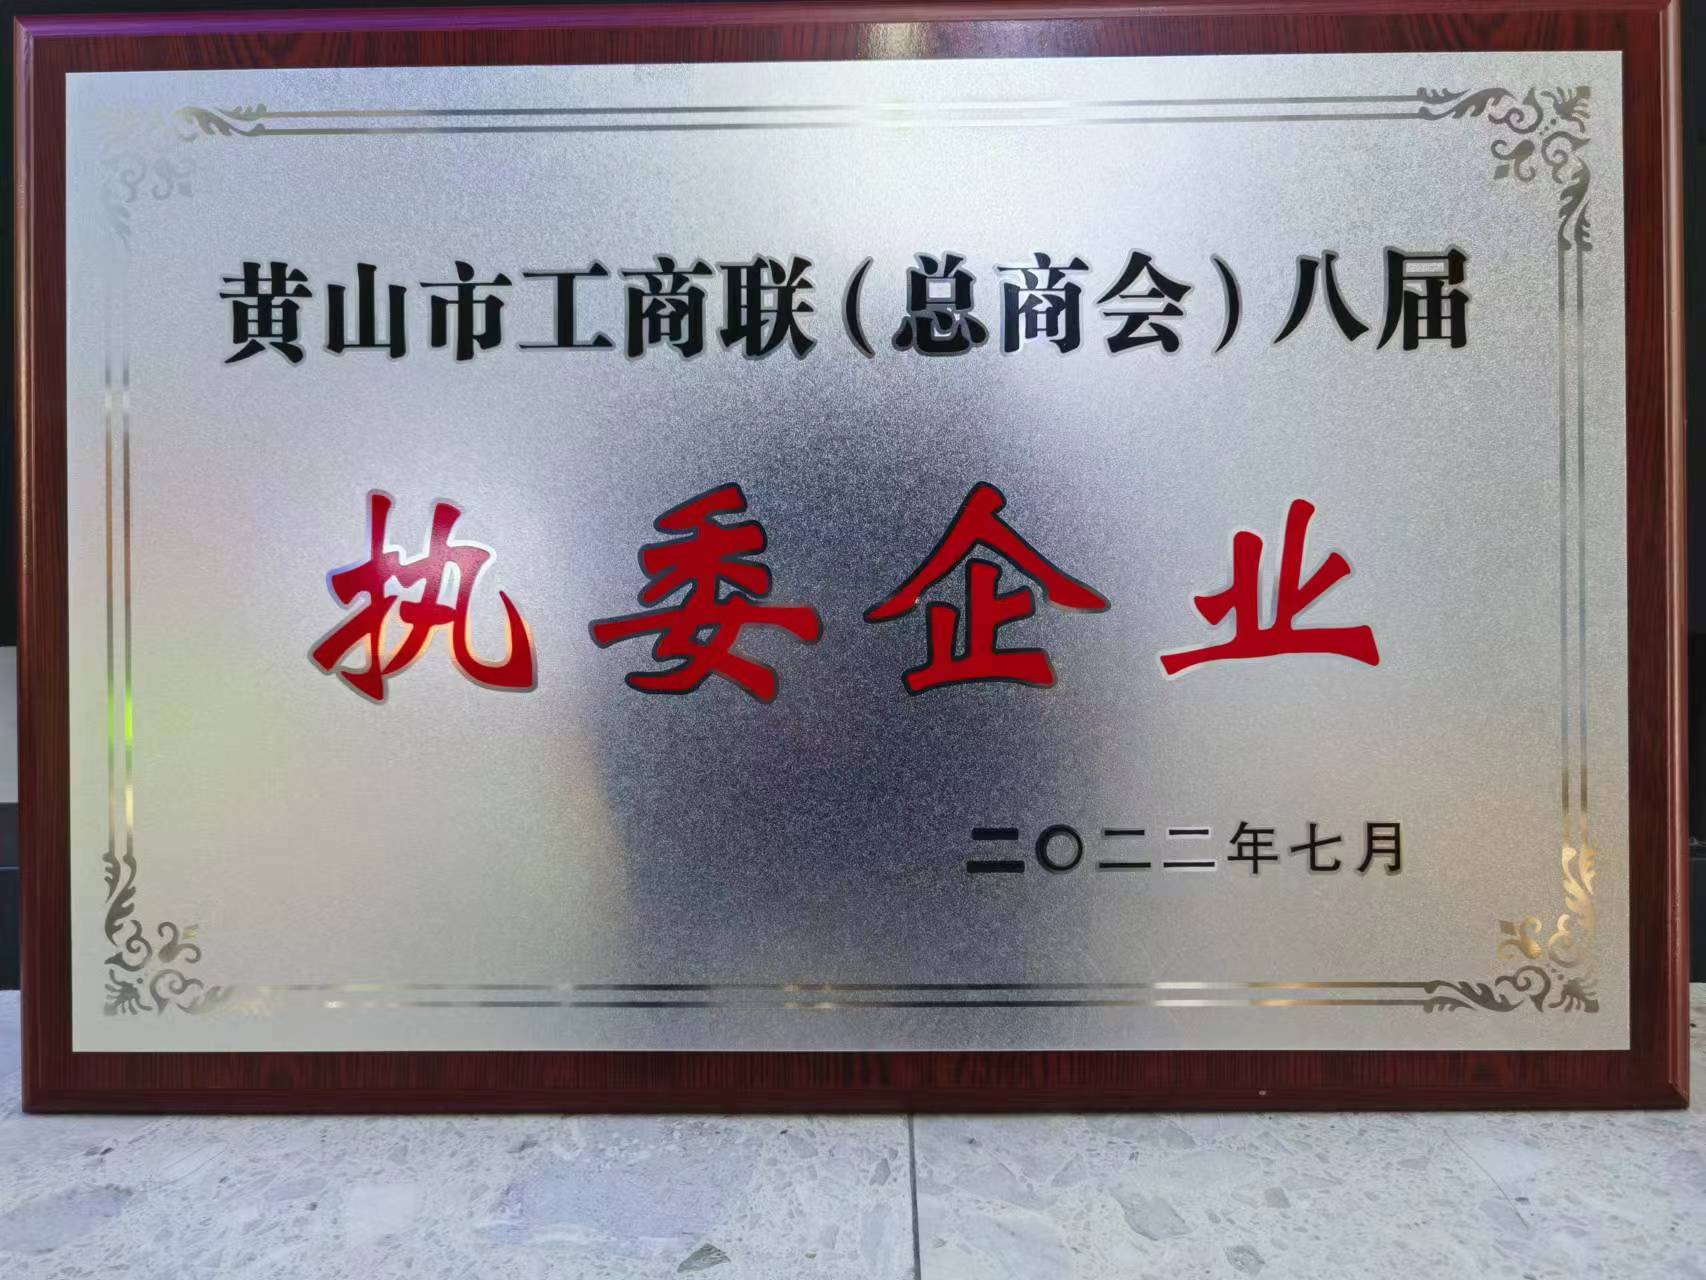 黄山市工商联（总商会）八届
执委企业
二〇二二年七月